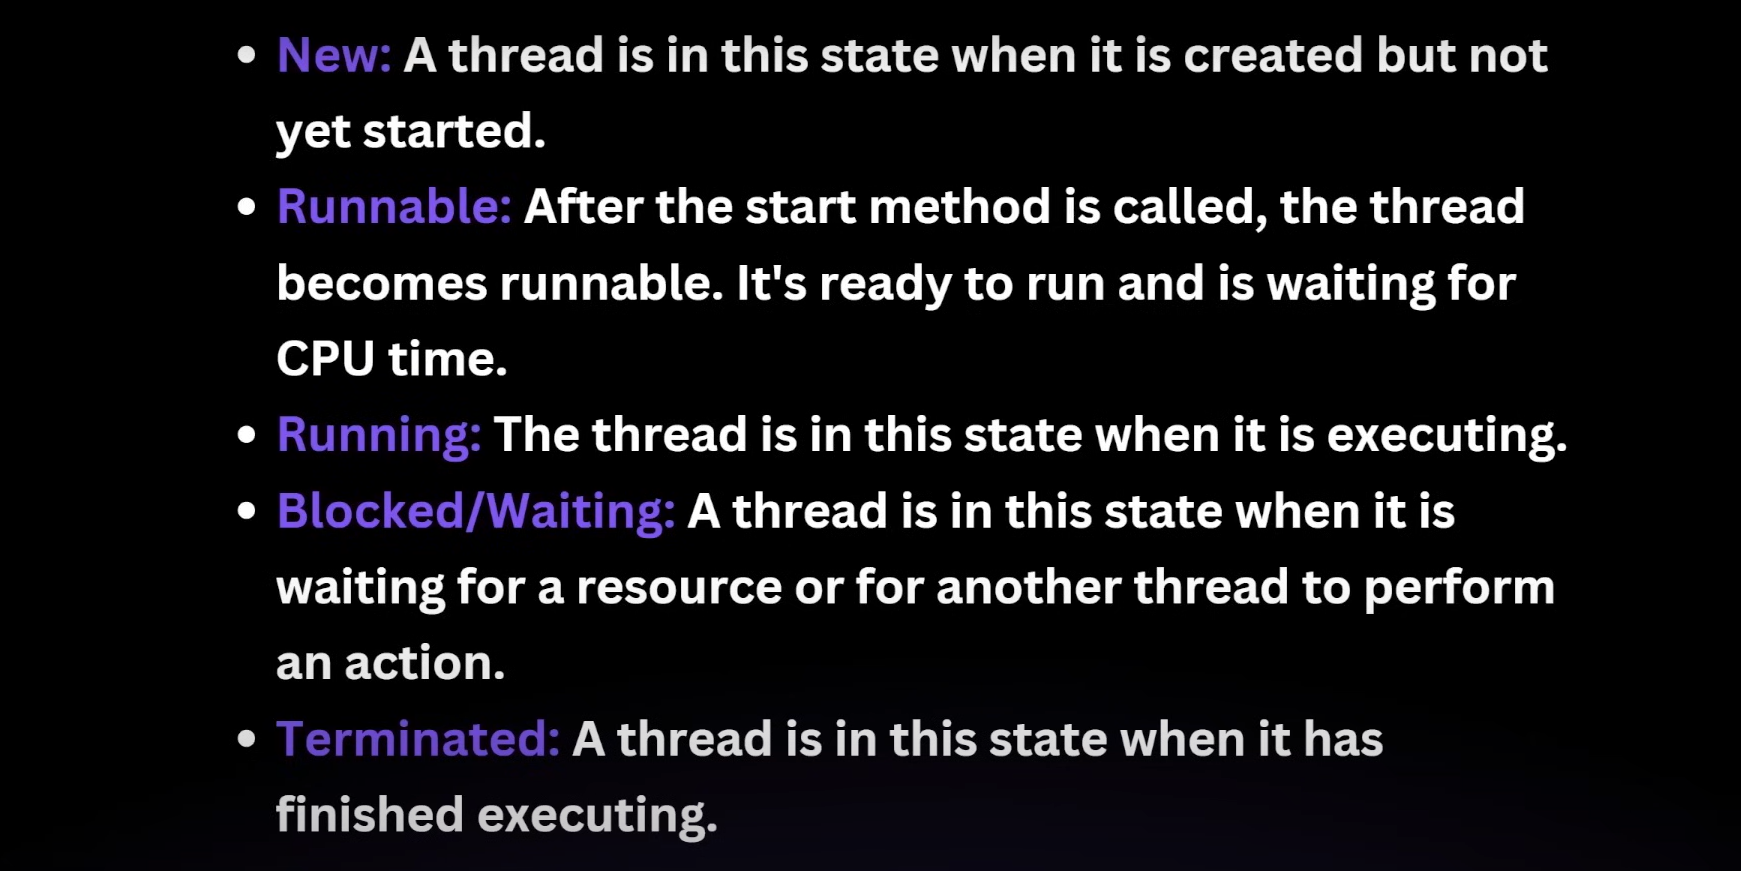 • New: A thread is in this state when it is created but not
yet started.
• Runnable: After the start method is called, the thread
becomes runnable. It's ready to run and is waiting for
CPU time.
• Running: The thread is in this state when it is executing.
• Blocked/Waiting: A thread is in this state when it is
waiting for a resource or for another thread to perform
an action.
• Terminated: A thread is in this state when it has
finished executing.